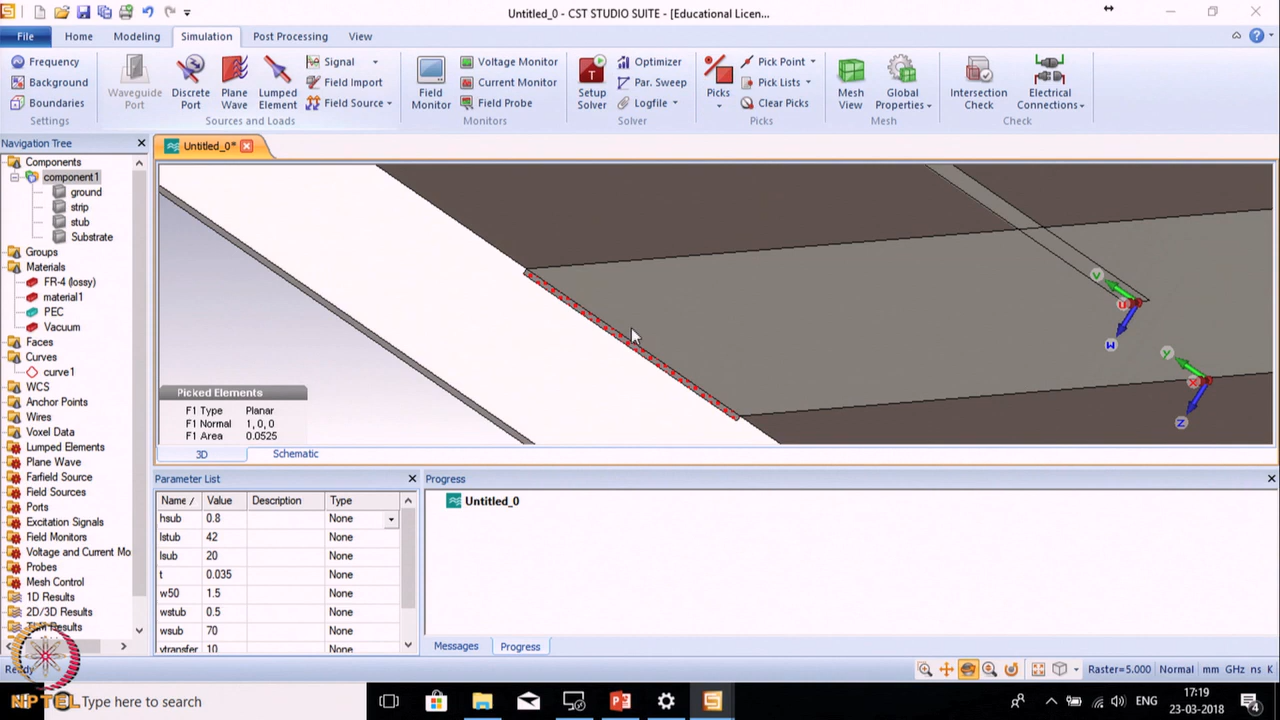 Untitled_0 - CST STUDIO SUITE - [Educational Licen...
File Home Modeling Simulation Post Processing View
Frequency
Background
Boundaries
Settings
Waveguide Port
Discrete Port
Plane Wave
Lumped Element
Signal
Field Import
Field Source
Sources and Loads
Field Monitor
Voltage Monitor
Current Monitor
Field Probe
Monitors
Setup Solver
Optimizer
Par. Sweep
Logfile
Solver
Picks
Pick Point
Pick Lists
Clear Picks
Picks
Mesh View
Global Properties
Mesh
Intersection Check
Electrical Connections
Check
Navigation Tree
Untitled_0*
Components
component1
ground
strip
stub
Substrate
Groups
Materials
FR-4 (lossy)
material1
PEC
Vacuum
Faces
Curves
curve1
WCS
Anchor Points
Wires
Voxel Data
Lumped Elements
Plane Wave
Farfield Source
Field Sources
Ports
Excitation Signals
Field Monitors
Voltage and Current Mo
Probes
Mesh Control
1D Results
2D/3D Results
V
U
W
Y
X
Z
Picked Elements
F1 Type Planar
F1 Normal 1, 0, 0
F1 Area 0.0525
3D Schematic
Parameter List
Name Value Description Type
hsub 0.8 None
lstub 42 None
lsub 20 None
t 0.035 None
w50 1.5 None
wstub 0.5 None
wsub 70 None
ytransfer 10 None
Progress
Untitled_0
Messages Progress
Raster=5.000 Normal mm GHz ns K
NPTEL
Type here to search
ENG
17:19
23-03-2018
4